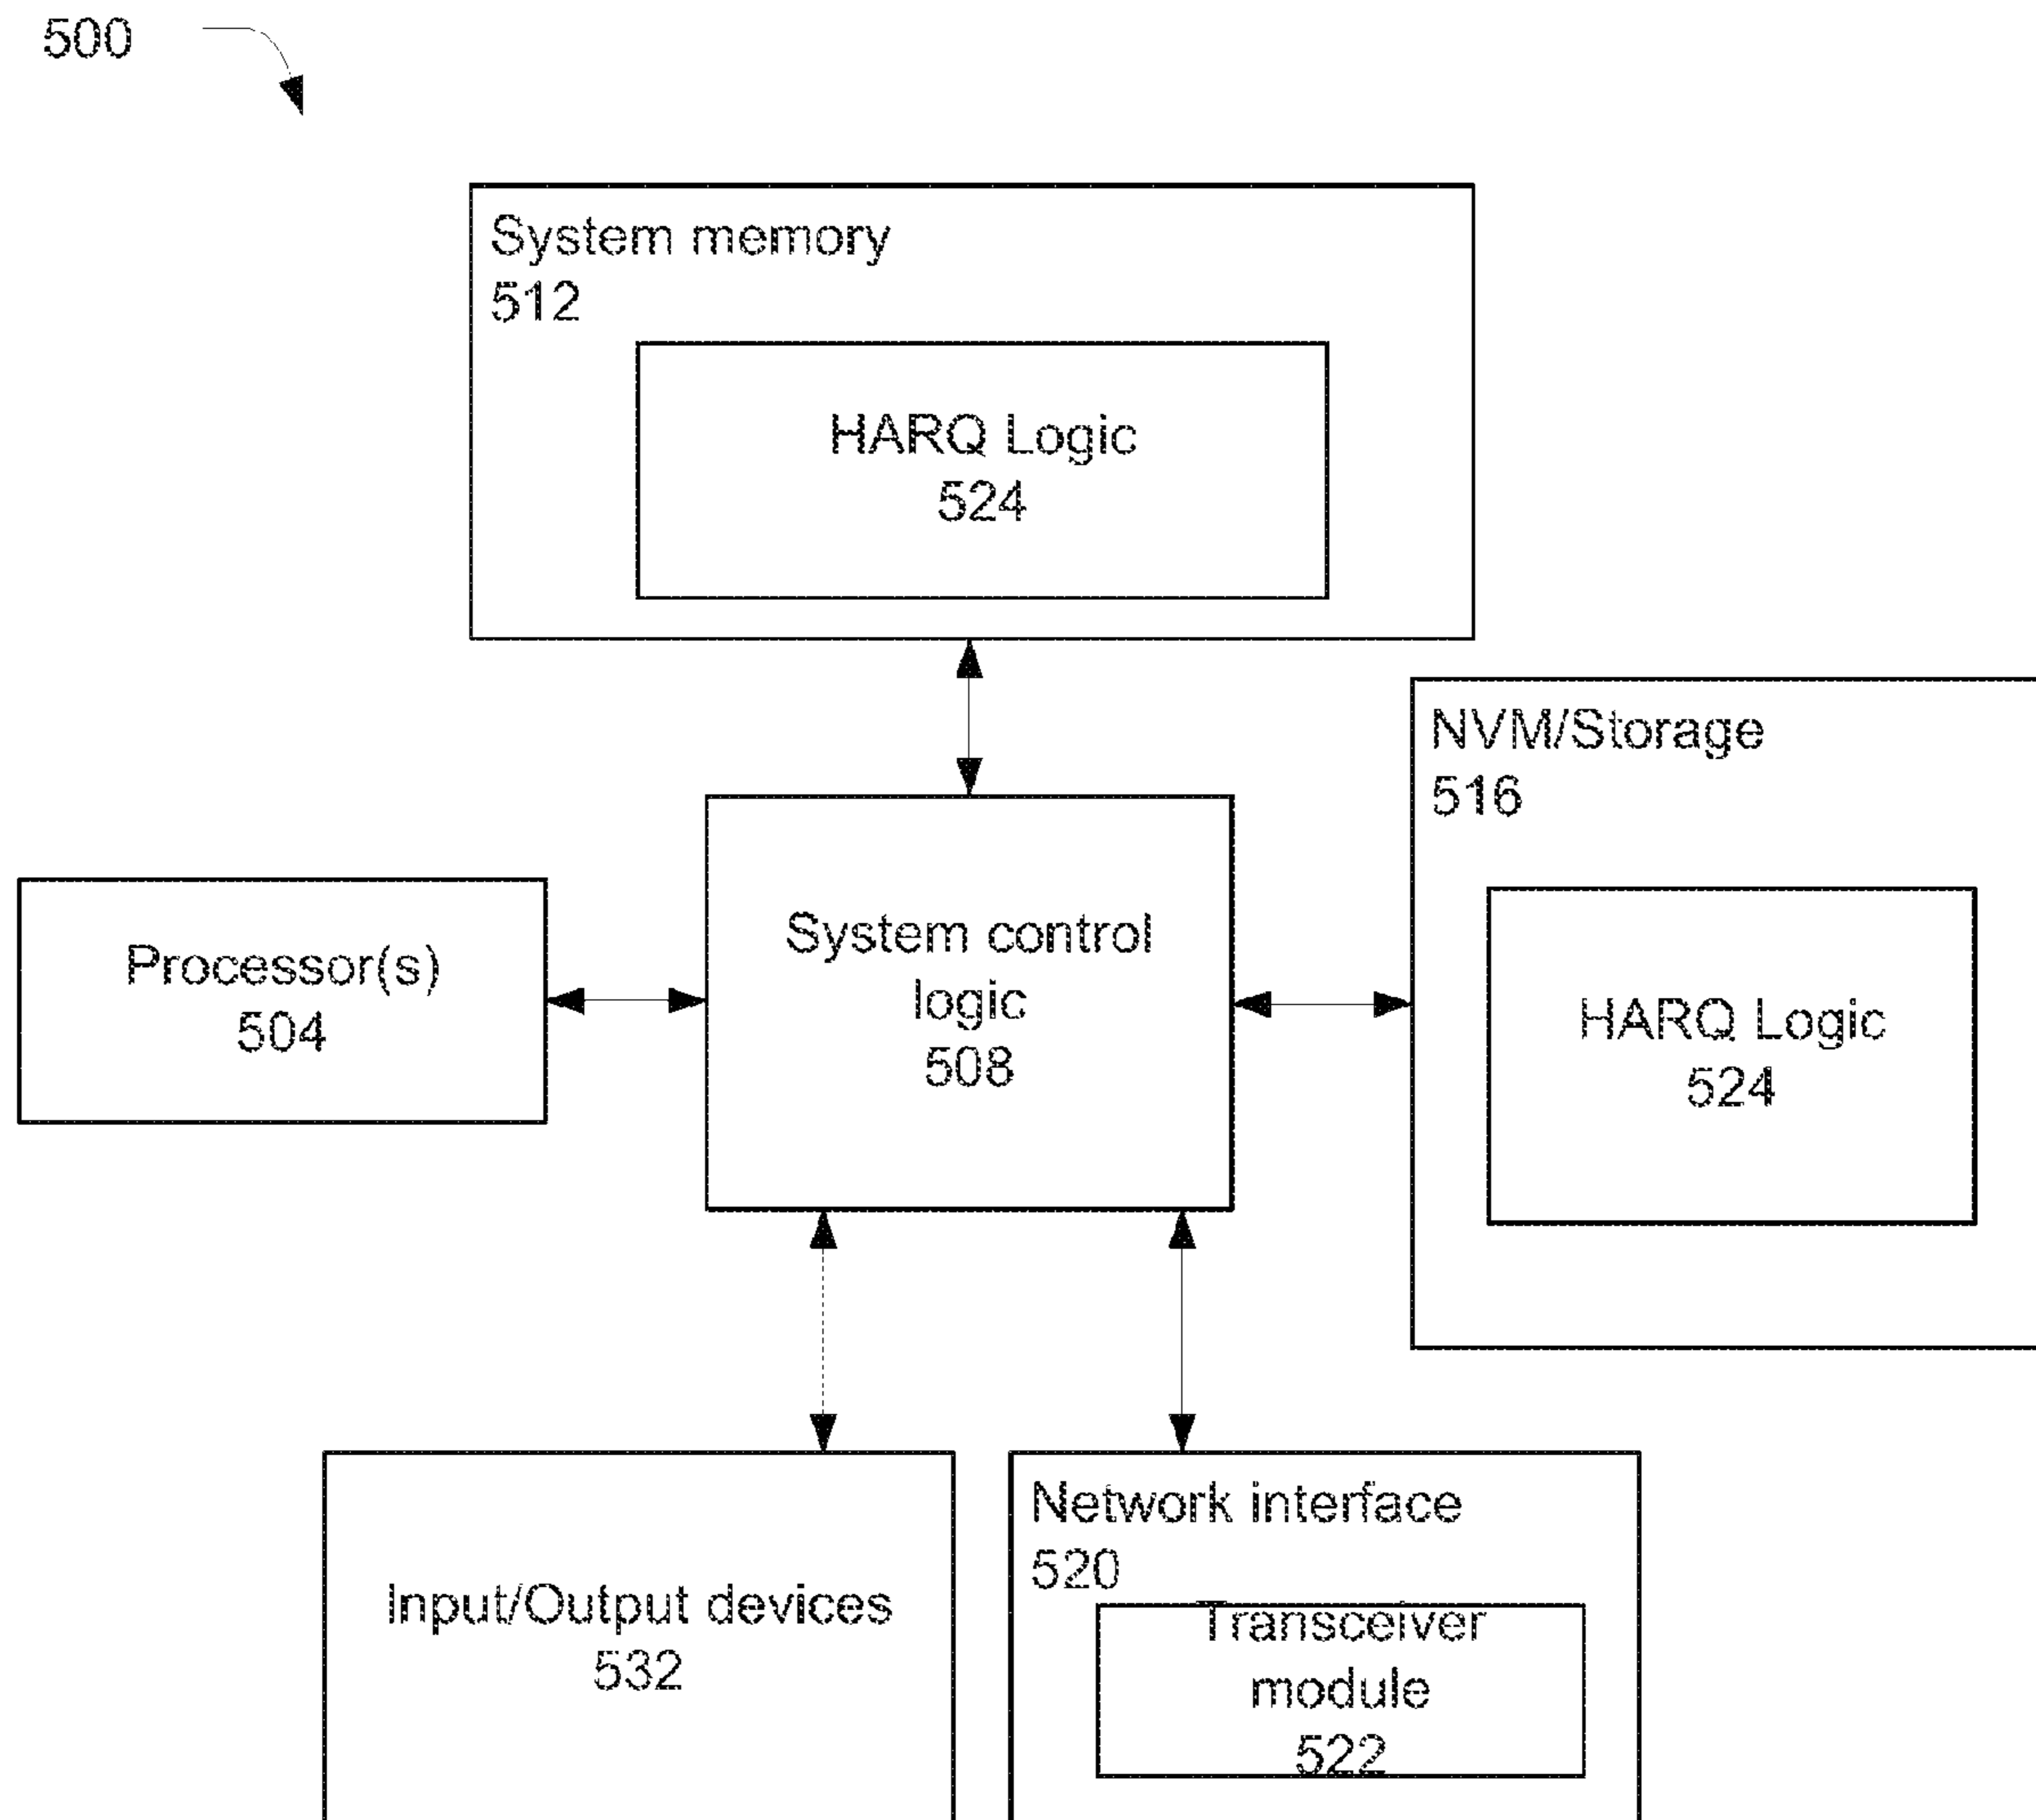 500
System memory
512
HARQ Logic
524
NVM/Storage
516
HARQ Logic
524
Processor(s)
504
System control
logic
508
Input/Output devices
532
Network interface
520
Transceiver
module
522